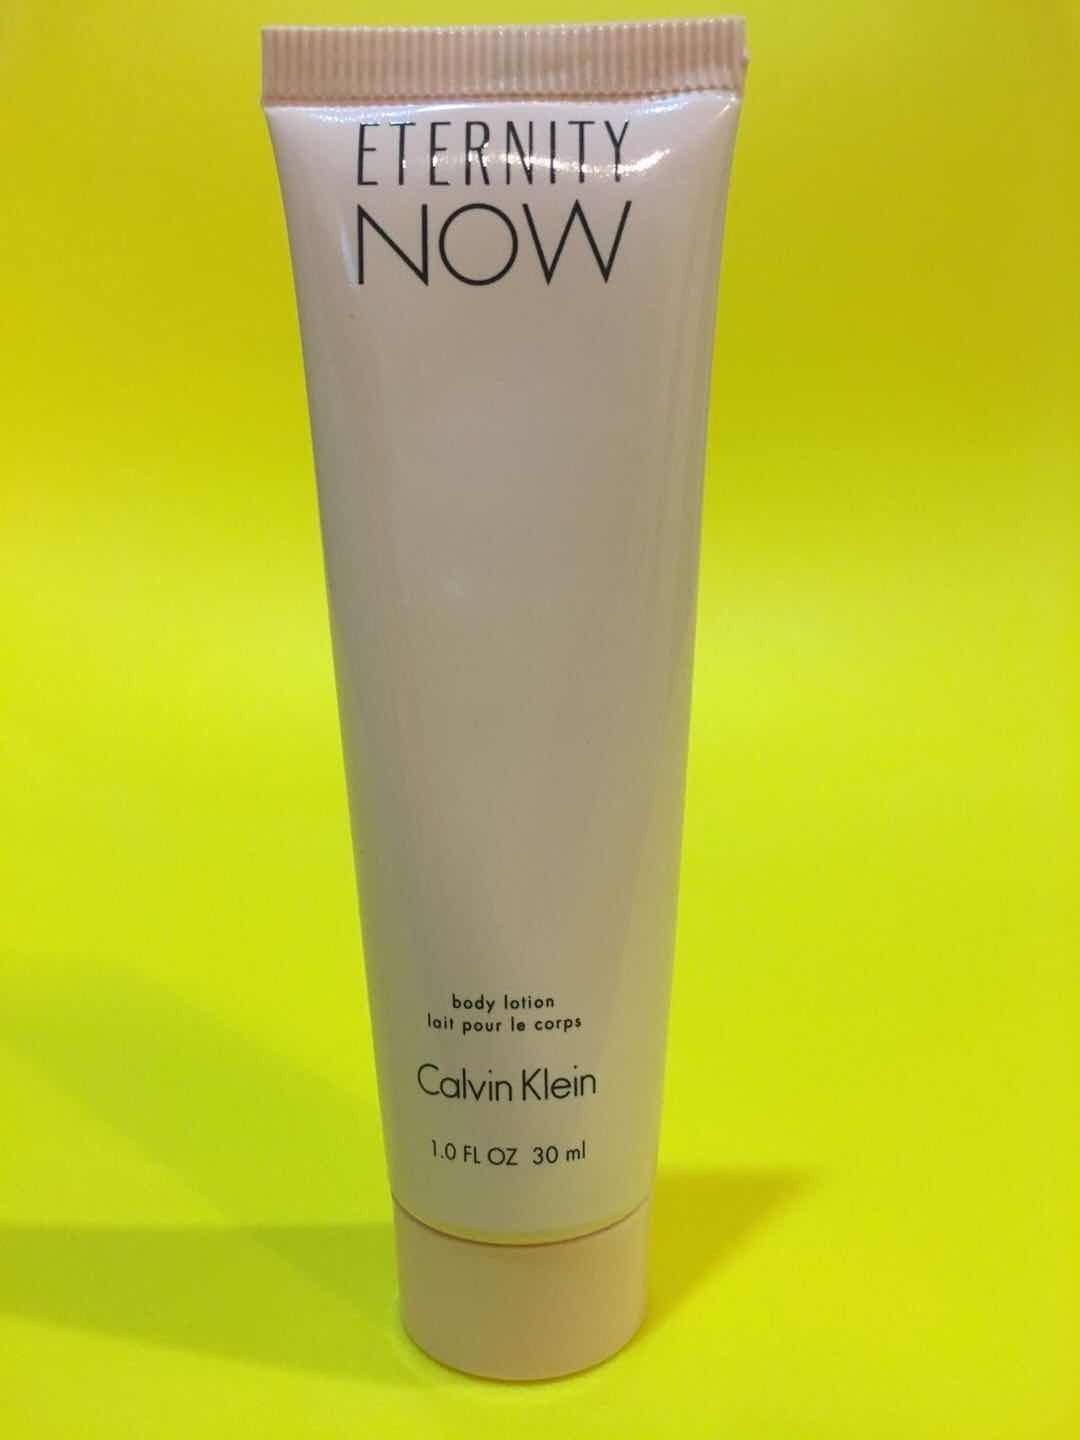 ETERNITY
NOW
body lotion
lait pour le corps
Calvin Klein
1.0 FL OZ 30 ml